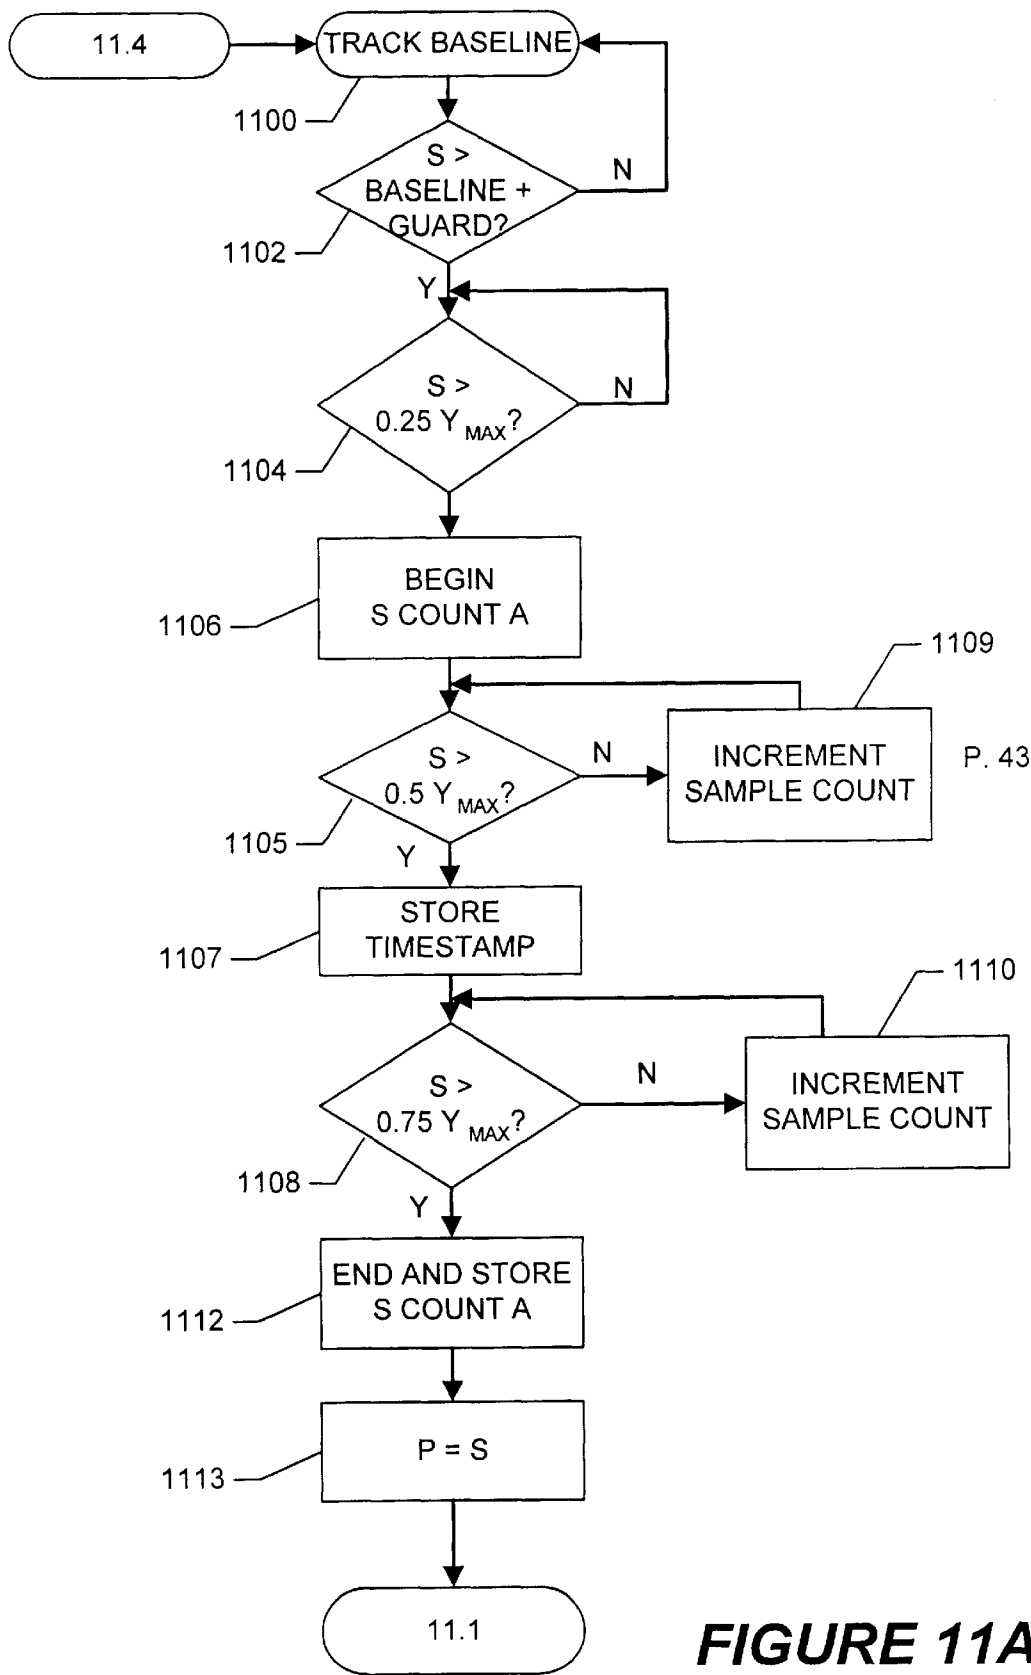 11.4
TRACK BASELINE
1100
S >
BASELINE +
GUARD?
N
1102
Y
S >
0.25 Y MAX?
N
1104
BEGIN
S COUNT A
1106
1109
S >
0.5 Y MAX?
N
INCREMENT
SAMPLE COUNT
P. 43
1105
Y
STORE
TIMESTAMP
1107
1110
S >
0.75 Y MAX?
N
INCREMENT
SAMPLE COUNT
1108
Y
END AND STORE
S COUNT A
1112
P = S
1113
11.1
FIGURE 11A